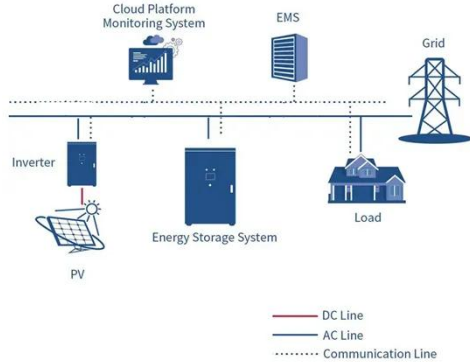 Cloud Platform
Monitoring System
EMS
Grid
Inverter
Energy Storage System
Load
PV
DC Line
AC Line
Communication Line